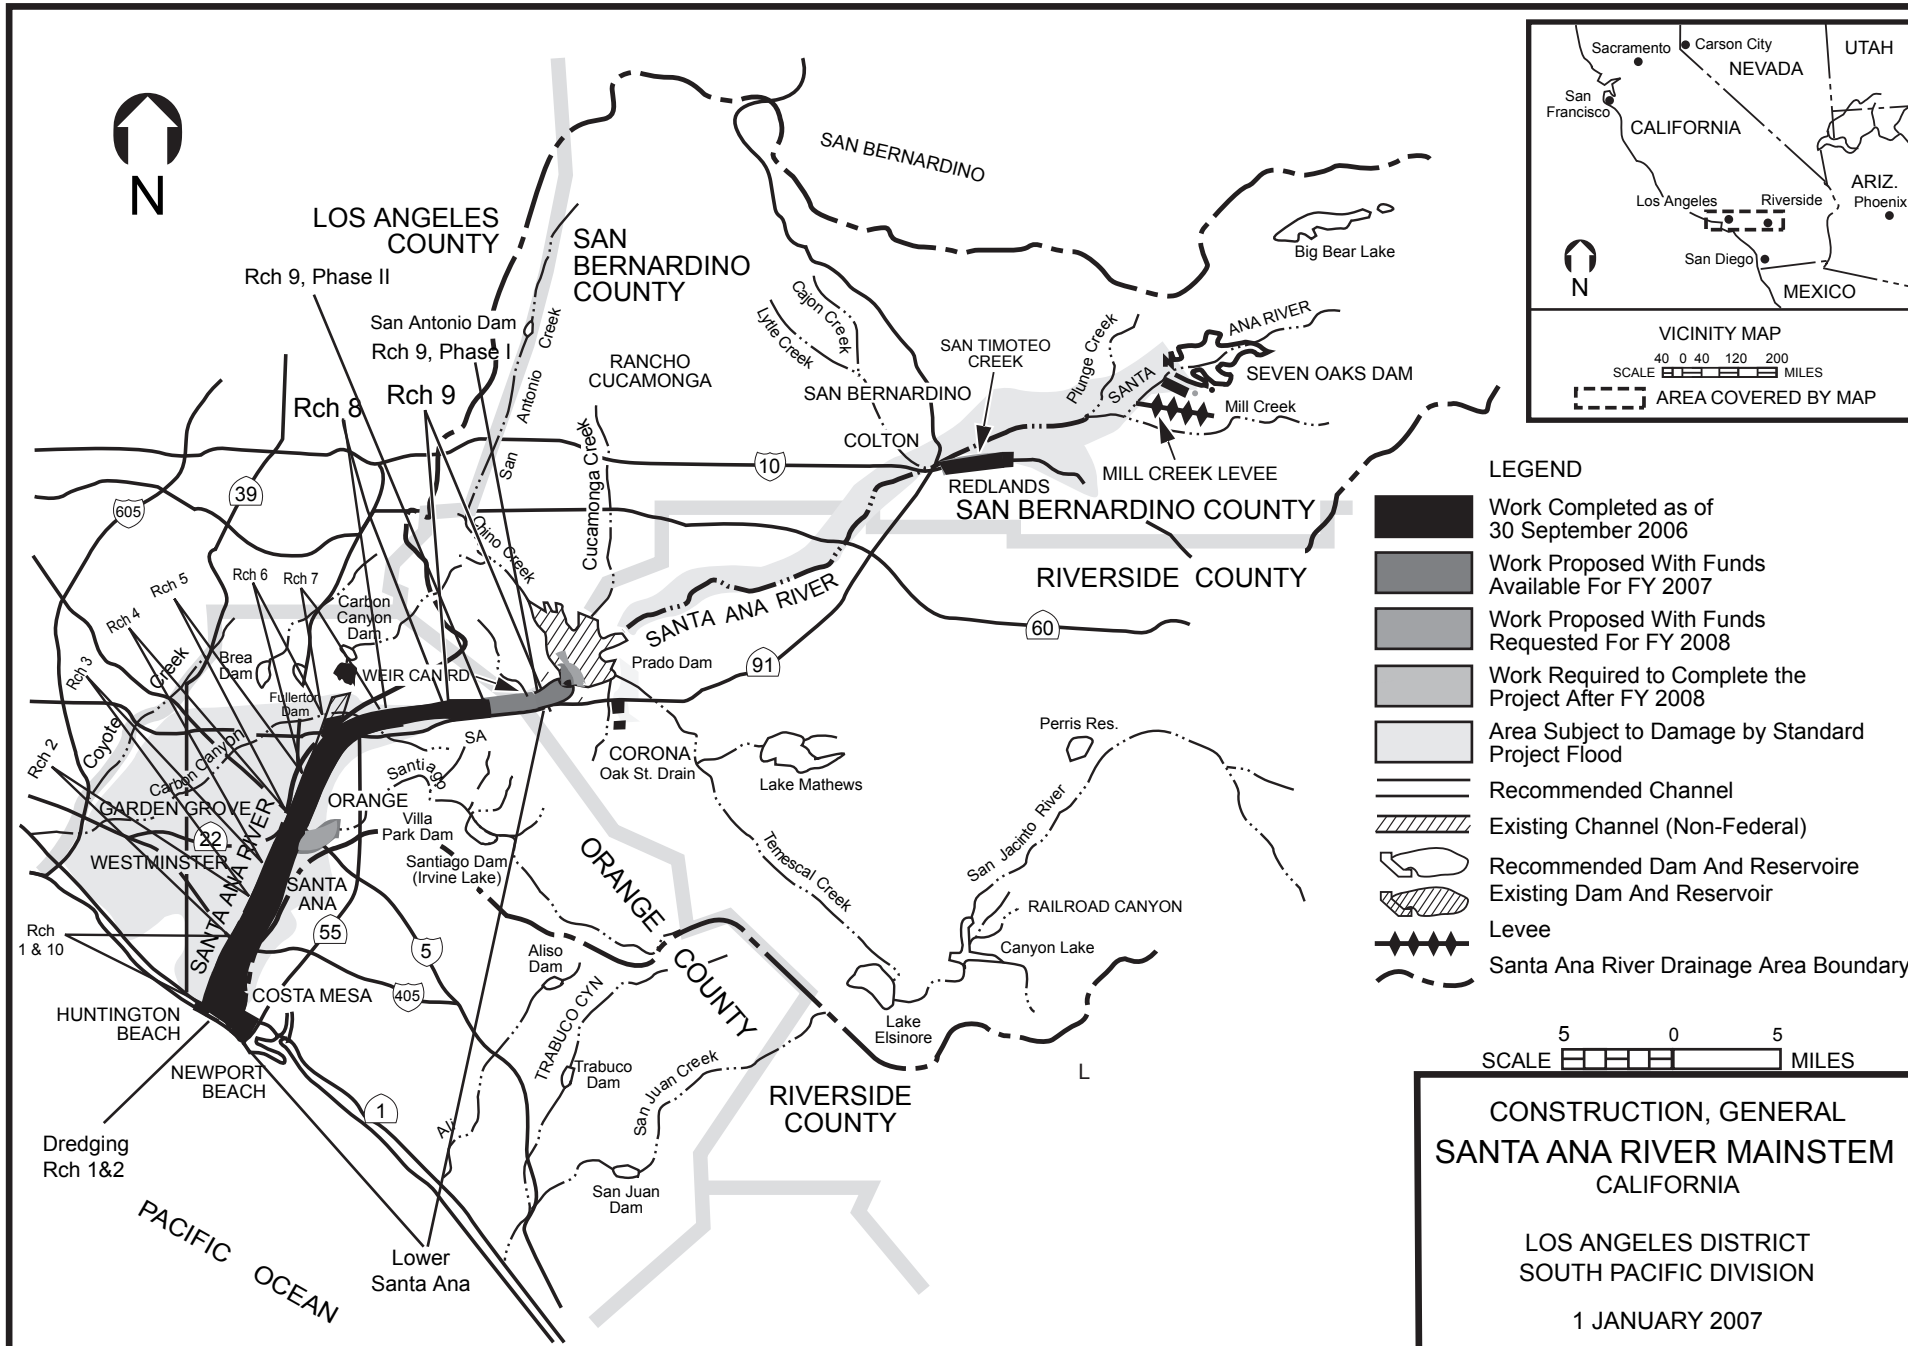 N
LOS ANGELES
COUNTY
SAN
BERNARDINO
COUNTY
SAN BERNARDINO
Big Bear Lake
Rch 9, Phase II
San Antonio Dam
Rch 9, Phase I
Rch 8
Rch 9
San Antonio Creek
RANCHO
CUCAMONGA
Cucamonga Creek
Chino Creek
Cajon Creek
Lytle Creek
SAN TIMOTEO
CREEK
SAN BERNARDINO
COLTON
REDLANDS
Plunge Creek
SANTA
ANA RIVER
SEVEN OAKS DAM
Mill Creek
MILL CREEK LEVEE
SAN BERNARDINO COUNTY
RIVERSIDE COUNTY
10
39
605
60
91
Rch 7
Rch 6
Rch 5
Rch 4
Rch 3
Rch 2
Rch
1 & 10
Carbon
Canyon
Dam
Brea
Dam
Fullerton
Dam
Coyote Creek
Carbon Canyon
WEIR CAN RD
Prado Dam
SANTA ANA RIVER
CORONA
Oak St. Drain
Lake Mathews
Perris Res.
SA
Santiago
GARDEN GROVE
22
WESTMINSTER
SANTA ANA RIVER
ORANGE
Villa
Park Dam
Santiago Dam
(Irvine Lake)
SANTA
ANA
55
5
405
COSTA MESA
HUNTINGTON
BEACH
NEWPORT
BEACH
Dredging
Rch 1&2
PACIFIC OCEAN
1
Lower
Santa Ana
Aliso
Dam
Ali
TRABUCO CYN
Trabuco
Dam
San Juan Creek
San Juan
Dam
ORANGE COUNTY
RIVERSIDE
COUNTY
Temescal Creek
San Jacinto River
RAILROAD CANYON
Canyon Lake
Lake
Elsinore
L
Sacramento
Carson City
UTAH
NEVADA
San
Francisco
CALIFORNIA
Los Angeles
Riverside
ARIZ.
Phoenix
San Diego
N
MEXICO
VICINITY MAP
40 0 40 120 200
SCALE MILES
AREA COVERED BY MAP
LEGEND
Work Completed as of
30 September 2006
Work Proposed With Funds
Available For FY 2007
Work Proposed With Funds
Requested For FY 2008
Work Required to Complete the
Project After FY 2008
Area Subject to Damage by Standard
Project Flood
Recommended Channel
Existing Channel (Non-Federal)
Recommended Dam And Reservoire
Existing Dam And Reservoir
Levee
Santa Ana River Drainage Area Boundary
5 0 5
SCALE MILES
CONSTRUCTION, GENERAL
SANTA ANA RIVER MAINSTEM
CALIFORNIA
LOS ANGELES DISTRICT
SOUTH PACIFIC DIVISION
1 JANUARY 2007